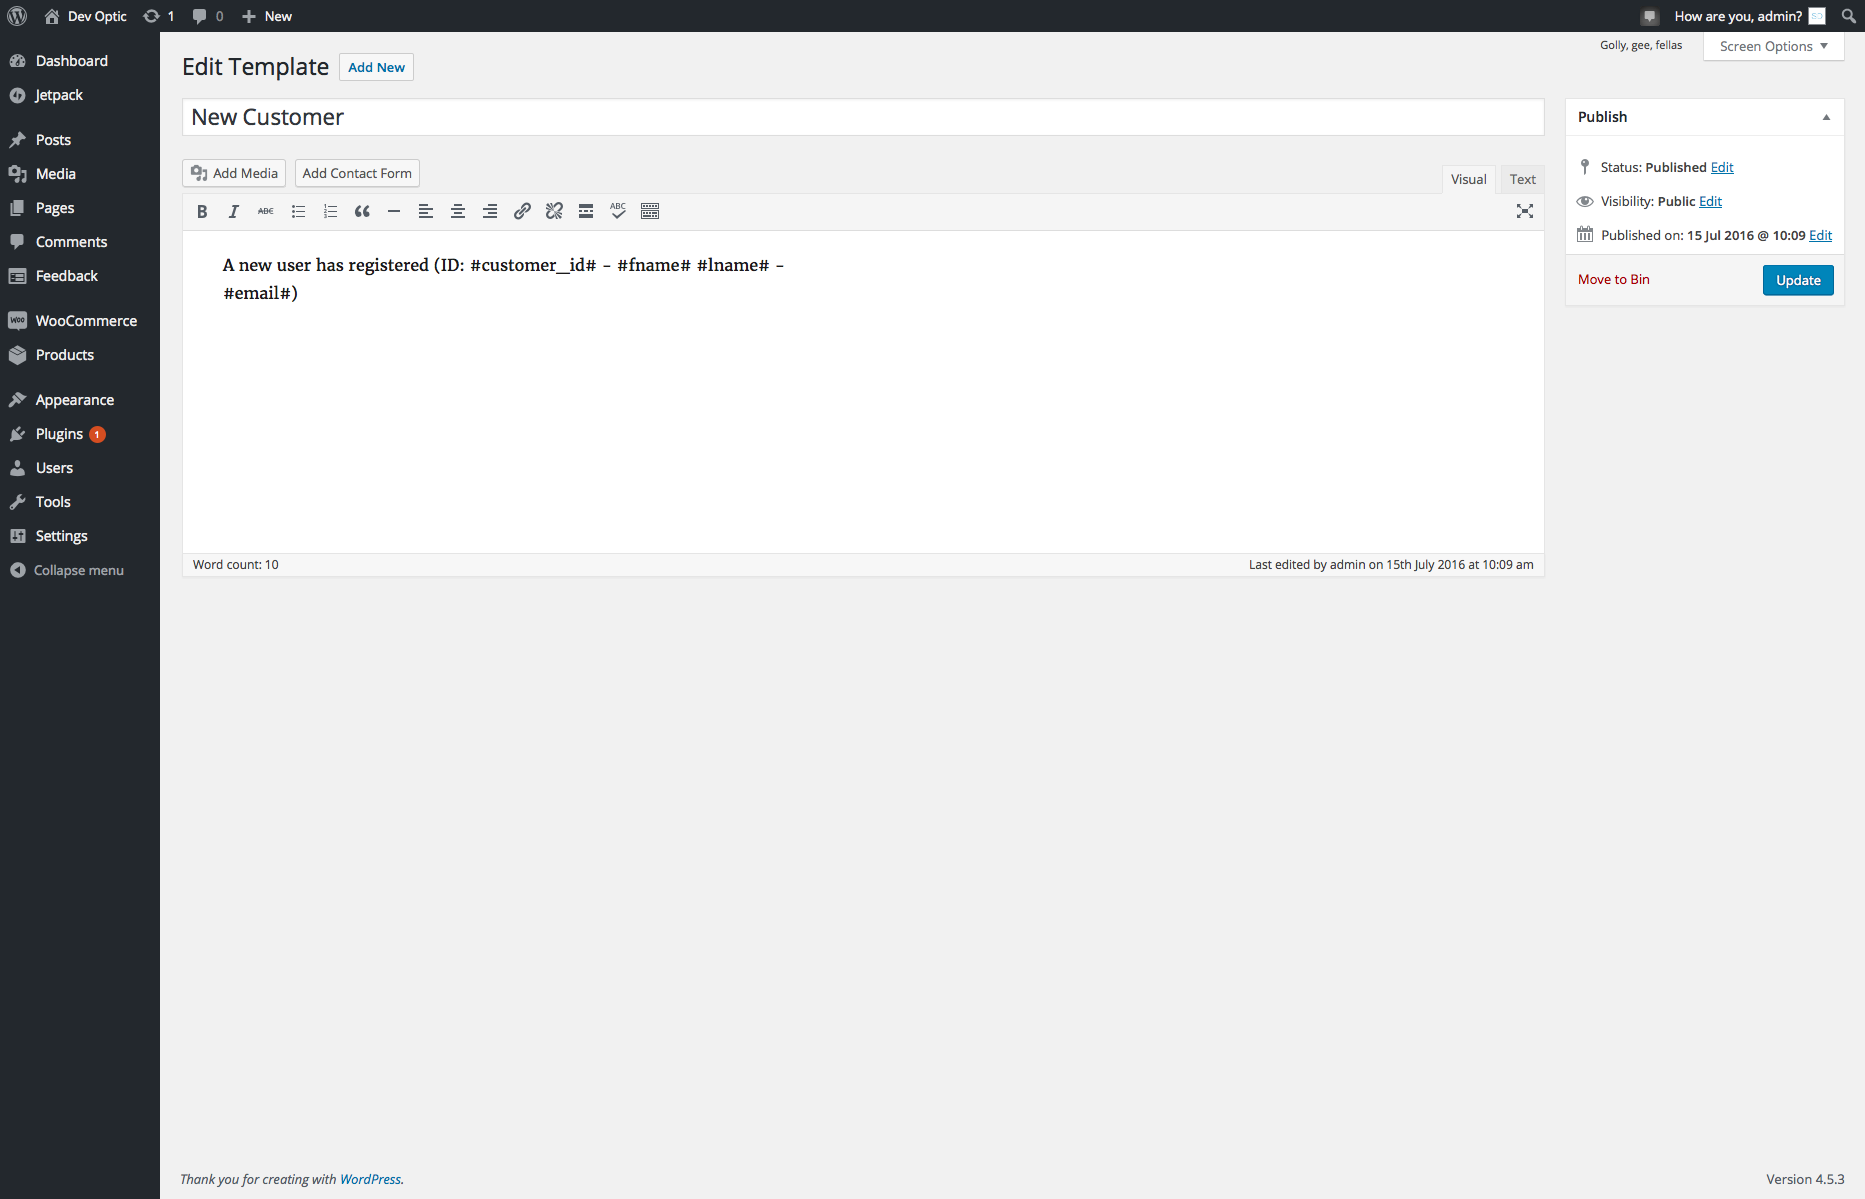 Dev Optic 1 0 New How are you, admin?
Golly, gee, fellas Screen Options
Dashboard
Jetpack
Posts
Media
Pages
Comments
Feedback
WooCommerce
Products
Appearance
Plugins 1
Users
Tools
Settings
Collapse menu
Edit Template Add New
New Customer
Add Media Add Contact Form
Visual Text
B I ABC ABC
A new user has registered (ID: #customer_id# - #fname# #lname# -
#email#)
Word count: 10 Last edited by admin on 15th July 2016 at 10:09 am
Publish
Status: Published Edit
Visibility: Public Edit
Published on: 15 Jul 2016 @ 10:09 Edit
Move to Bin Update
Thank you for creating with WordPress. Version 4.5.3